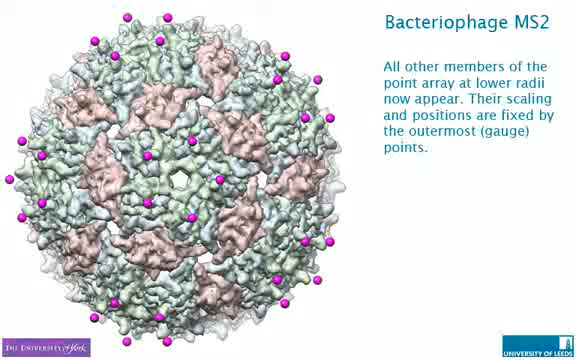 Bacteriophage MS2
All other members of the
point array at lower radii
now appear. Their scaling
and positions are fixed by
the outermost (gauge)
points.
THE UNIVERSITY of York
UNIVERSITY OF LEEDS